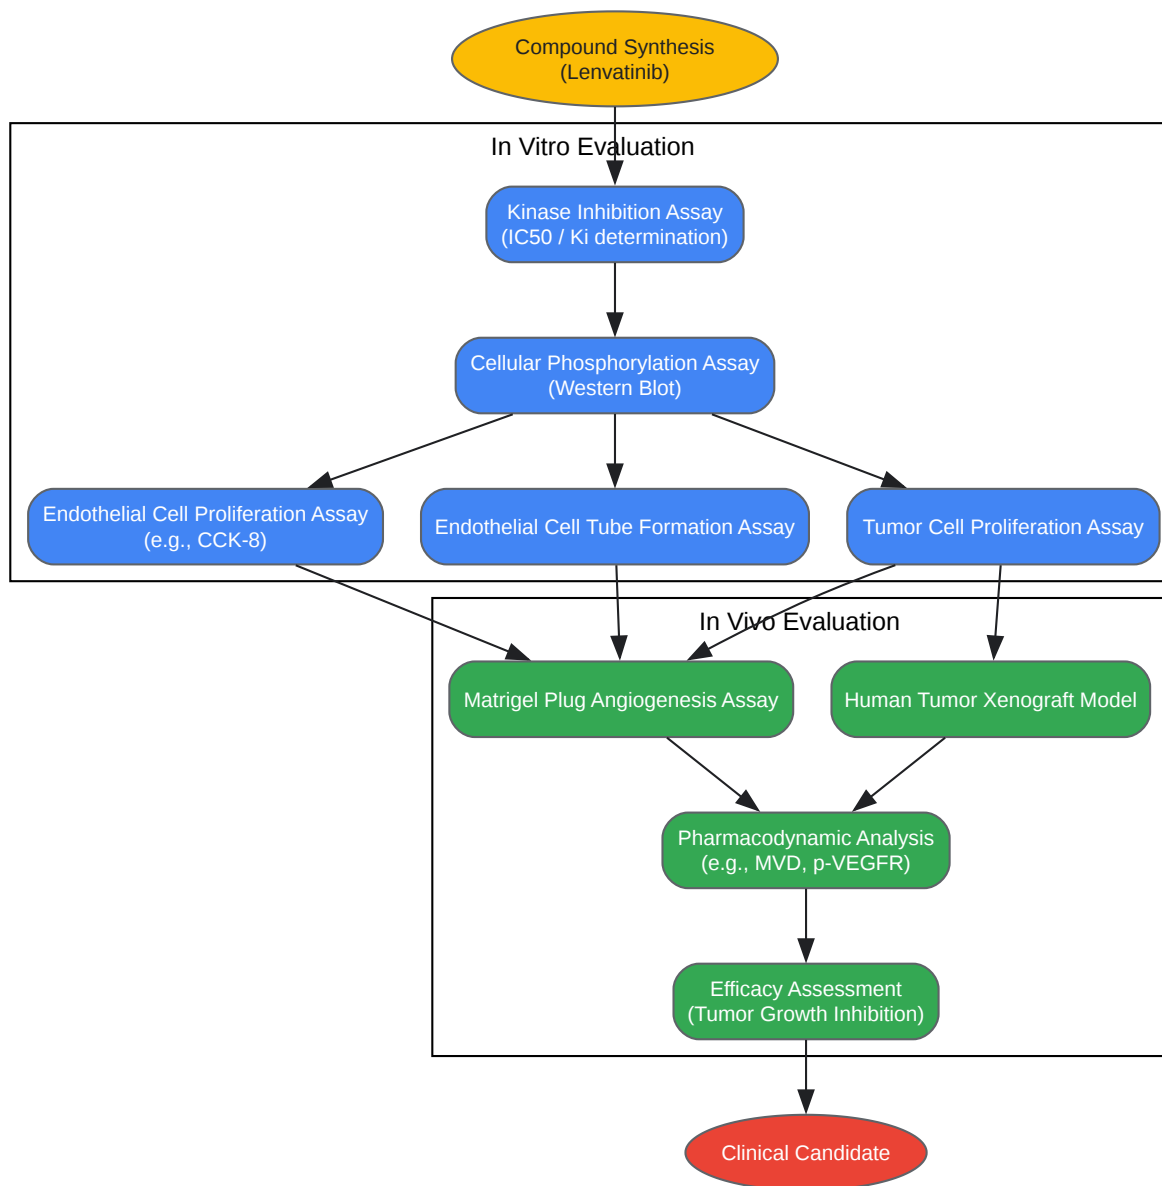 Compound Synthesis
(Lenvatinib)
In Vitro Evaluation
Kinase Inhibition Assay
(IC50 / Ki determination)
Cellular Phosphorylation Assay
(Western Blot)
Endothelial Cell Proliferation Assay
(e.g., CCK-8)
Endothelial Cell Tube Formation Assay
Tumor Cell Proliferation Assay
In Vivo Evaluation
Matrigel Plug Angiogenesis Assay
Human Tumor Xenograft Model
Pharmacodynamic Analysis
(e.g., MVD, p-VEGFR)
Efficacy Assessment
(Tumor Growth Inhibition)
Clinical Candidate